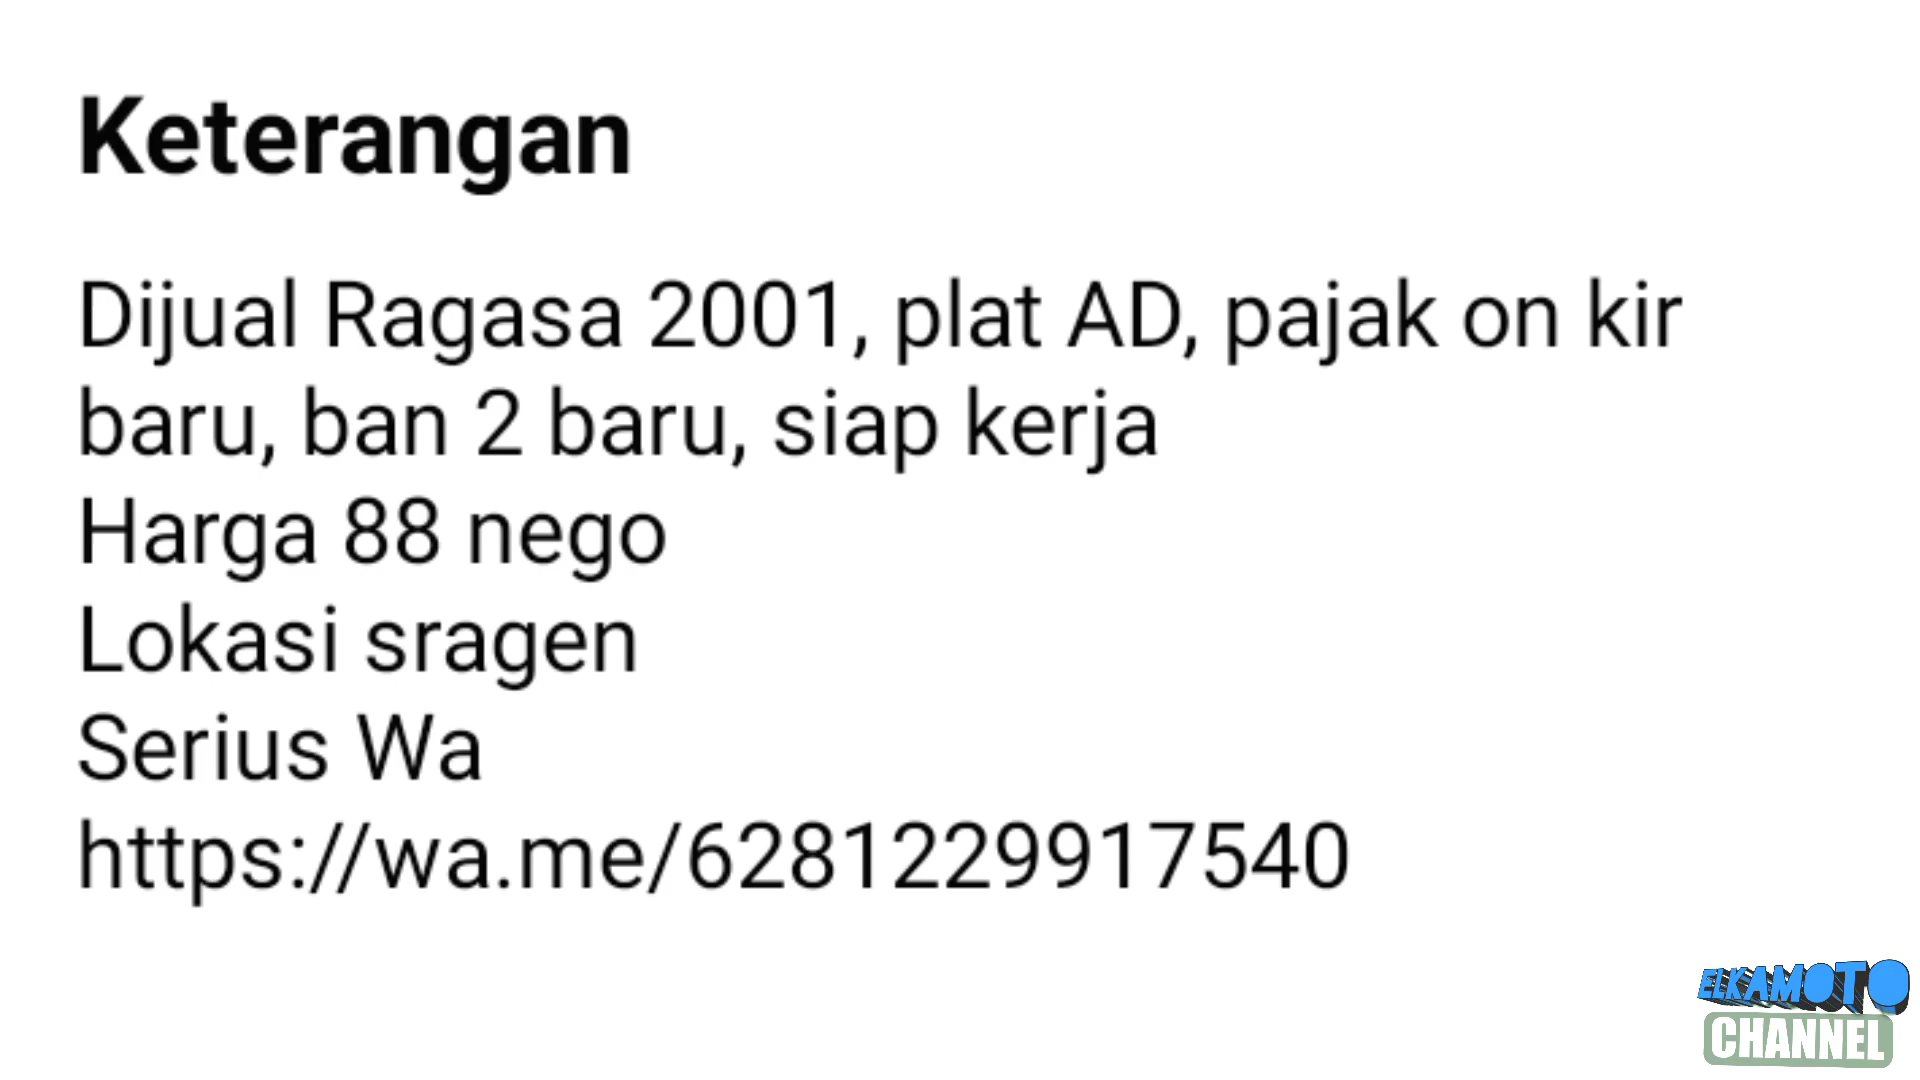 Keterangan
Dijual Ragasa 2001, plat AD, pajak on kir
baru, ban 2 baru, siap kerja
Harga 88 nego
Lokasi sragen
Serius Wa
https://wa.me/6281229917540
ELKAMOTO
CHANNEL